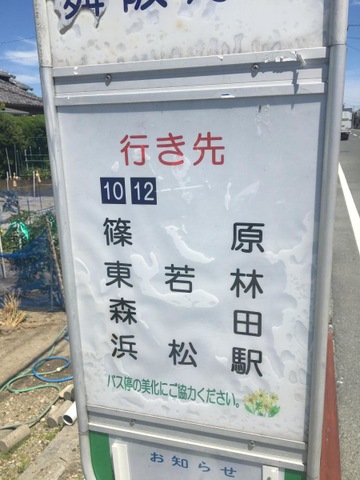 行き先
10 12
篠 原
東 若 林
森 田
浜 松 駅
バス停の美化にご協力ください。
お知らせ